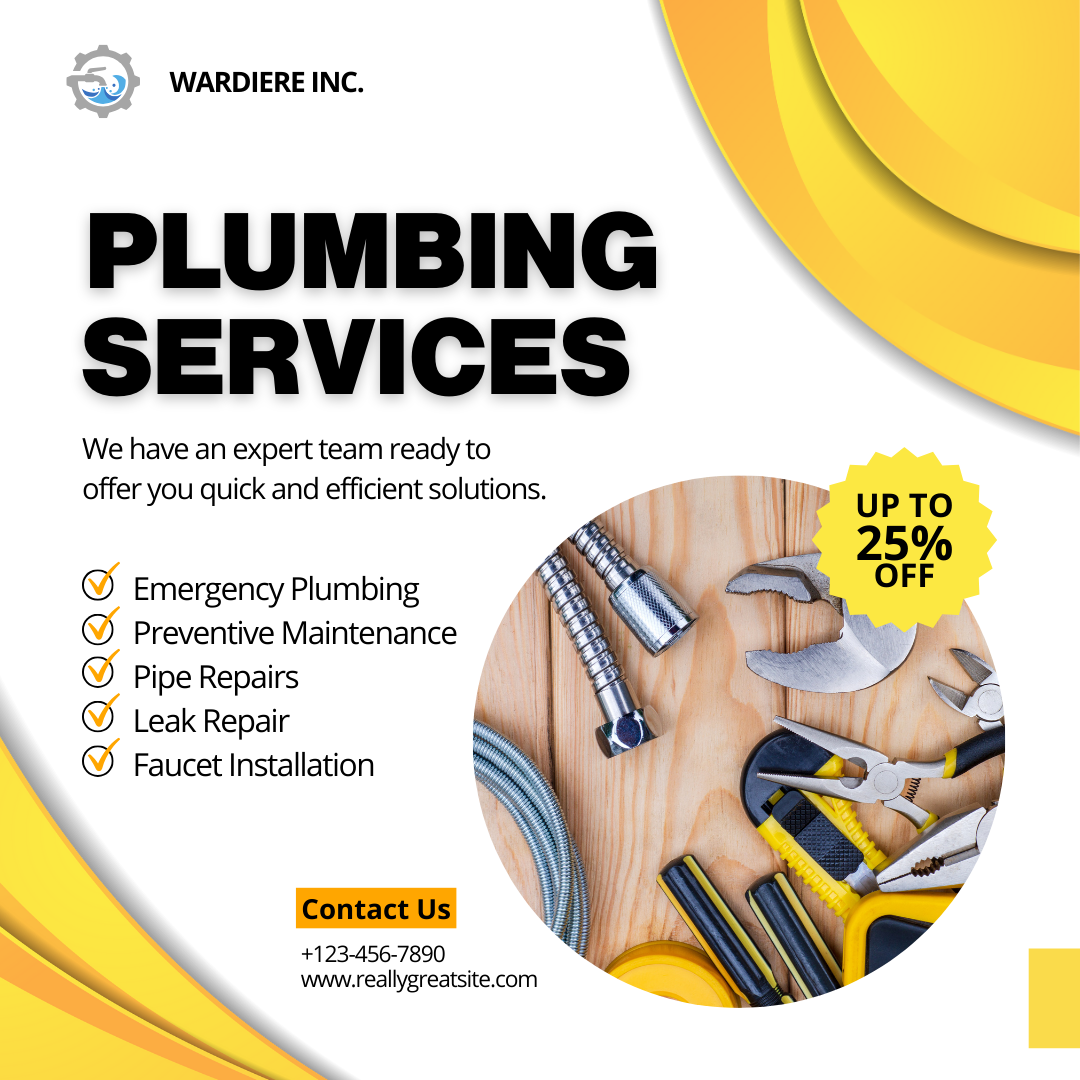 WARDIERE INC.
PLUMBING
SERVICES
We have an expert team ready to
offer you quick and efficient solutions.
UP TO
25%
OFF
Emergency Plumbing
Preventive Maintenance
Pipe Repairs
Leak Repair
Faucet Installation
Contact Us
+123-456-7890
www.reallygreatsite.com